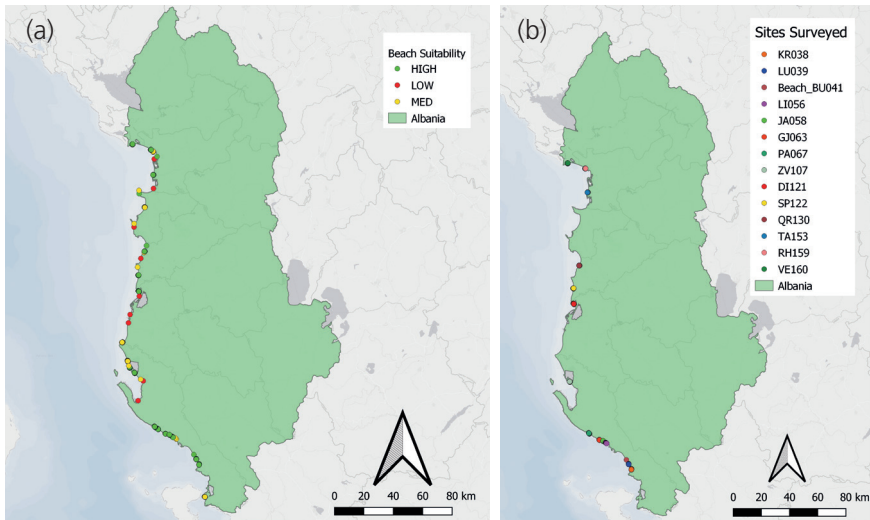 (a)
Beach Suitability
HIGH
LOW
MED
Albania
0 20 40 60 80 km
(b)
Sites Surveyed
KR038
LU039
Beach_BU041
LI056
JA058
GJ063
PA067
ZV107
DI121
SP122
QR130
TA153
RH159
VE160
Albania
0 20 40 60 80 km